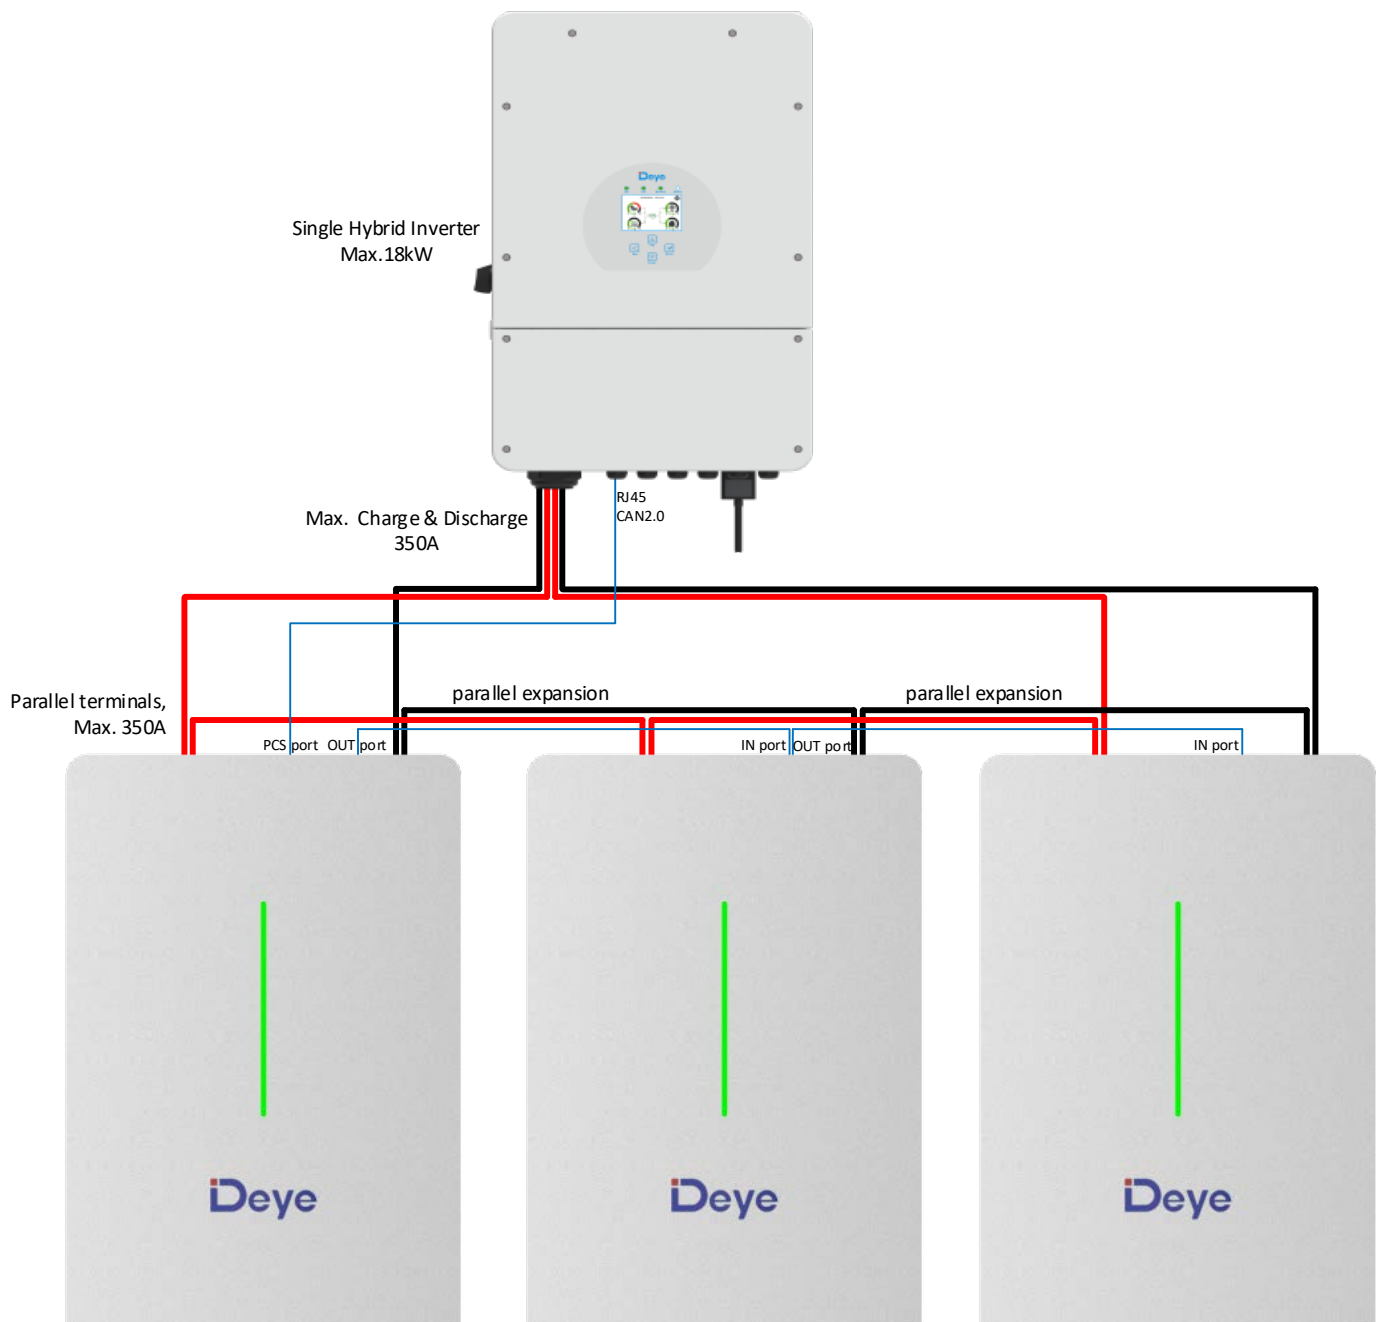 Deye
Single Hybrid Inverter
Max.18kW
RJ45
CAN2.0
Max. Charge & Discharge
350A
Parallel terminals,
Max. 350A
parallel expansion
parallel expansion
PCS port
OUT port
IN port
OUT port
IN port
Deye
Deye
Deye